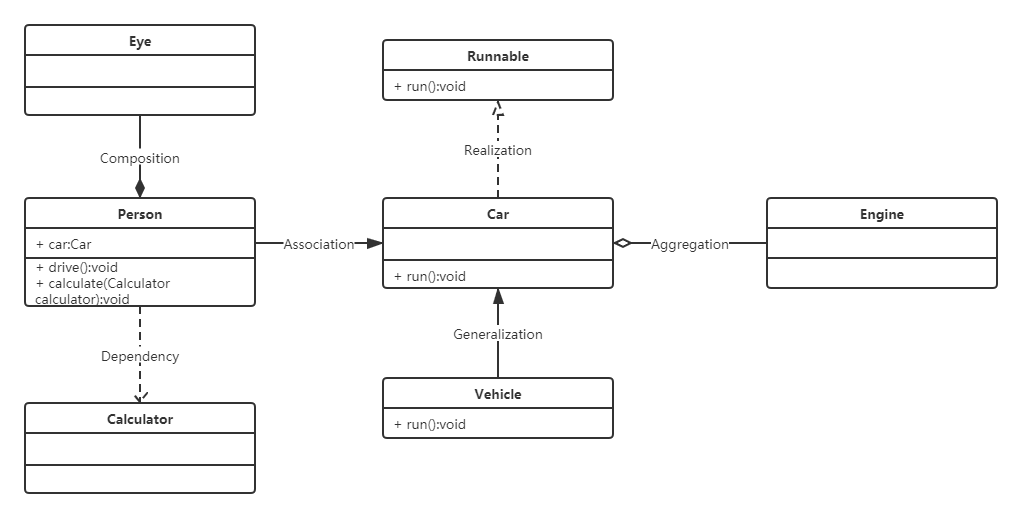 Eye
Runnable
+ run():void
Composition
Realization
Person
+ car:Car
+ drive():void
+ calculate(Calculator
calculator):void
Association
Car
+ run():void
Aggregation
Engine
Generalization
Dependency
Vehicle
+ run():void
Calculator